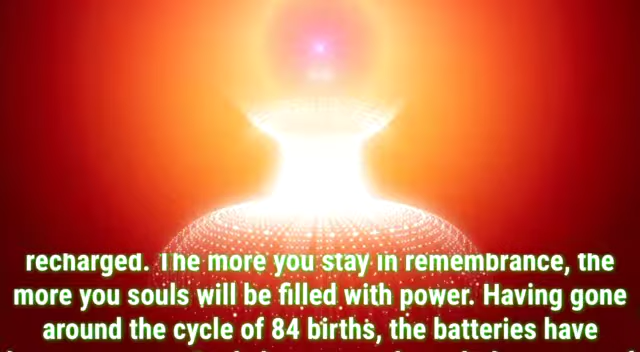 recharged. The more you stay in remembrance, the
more you souls will be filled with power. Having gone
around the cycle of 84 births, the batteries have